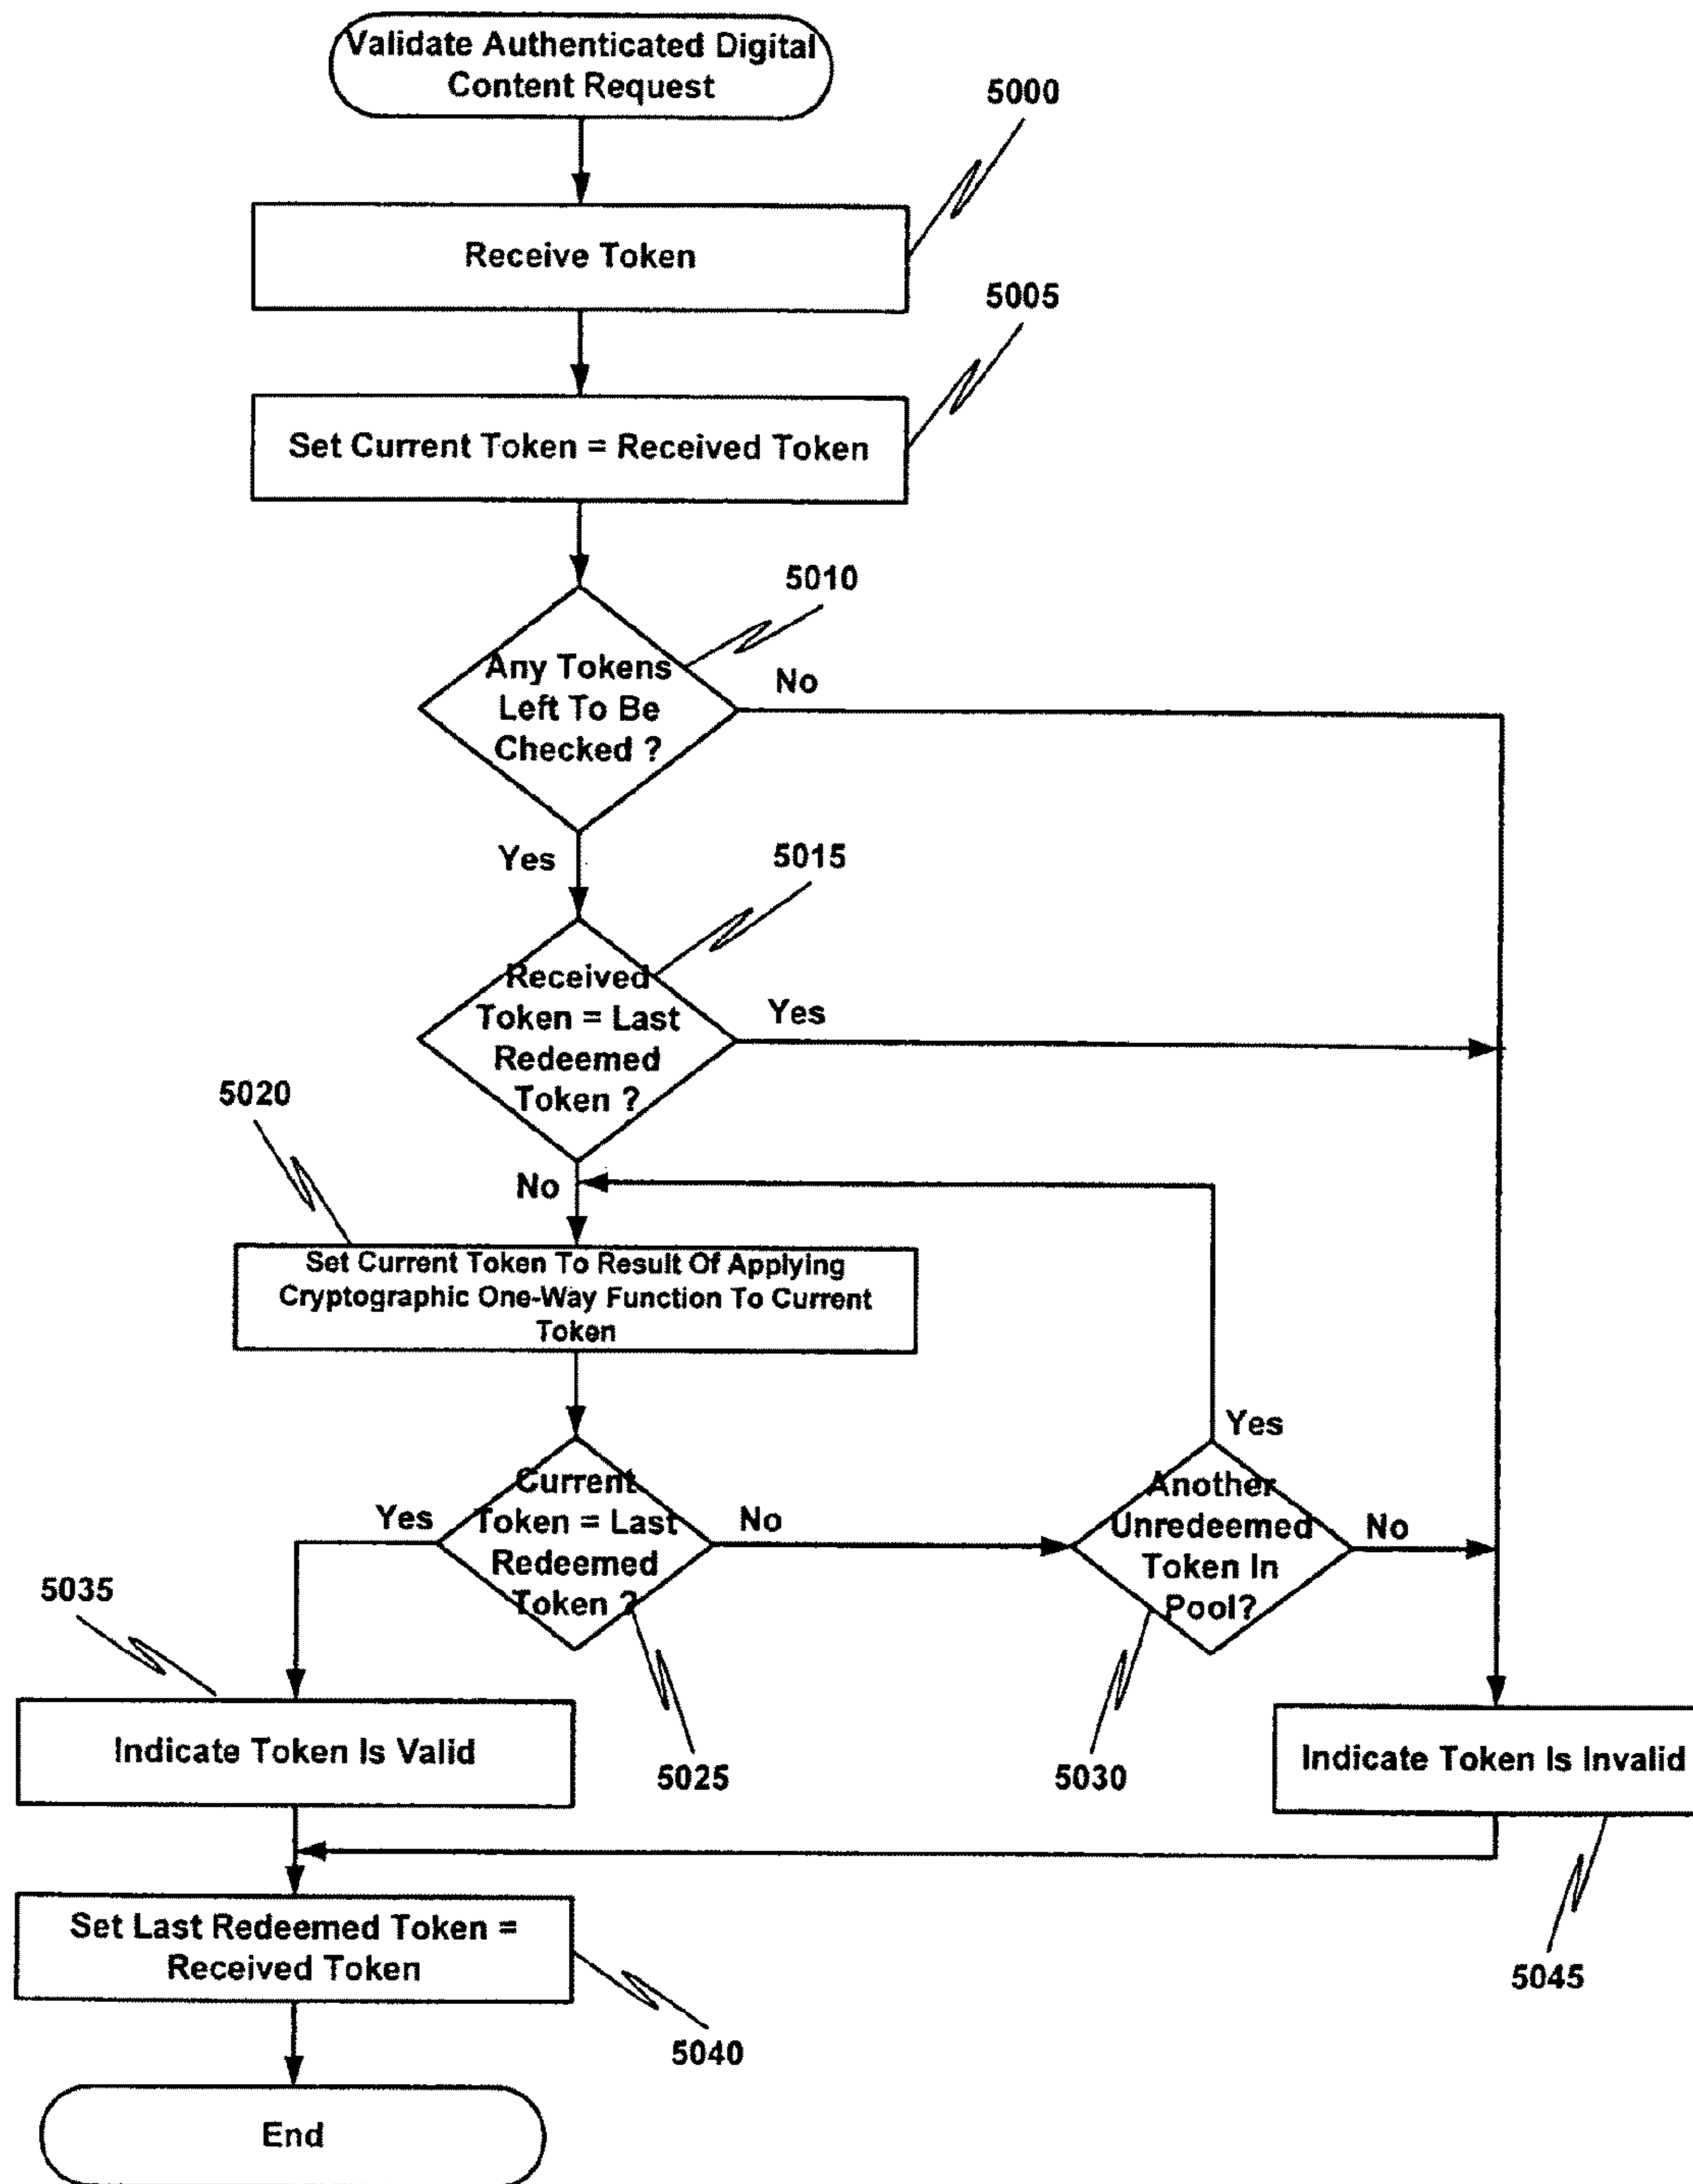 Validate Authenticated Digital
Content Request
5000
Receive Token
5005
Set Current Token = Received Token
5010
Any Tokens
Left To Be
Checked ?
No
Yes
5015
Received
Token = Last
Redeemed
Token ?
Yes
5020
No
Set Current Token To Result Of Applying
Cryptographic One-Way Function To Current
Token
Yes
Current
Token = Last
Redeemed
Token ?
Yes
No
Another
Unredeemed
Token In
Pool?
No
5035
Indicate Token Is Valid
5025
5030
Indicate Token Is Invalid
Set Last Redeemed Token =
Received Token
5045
5040
End